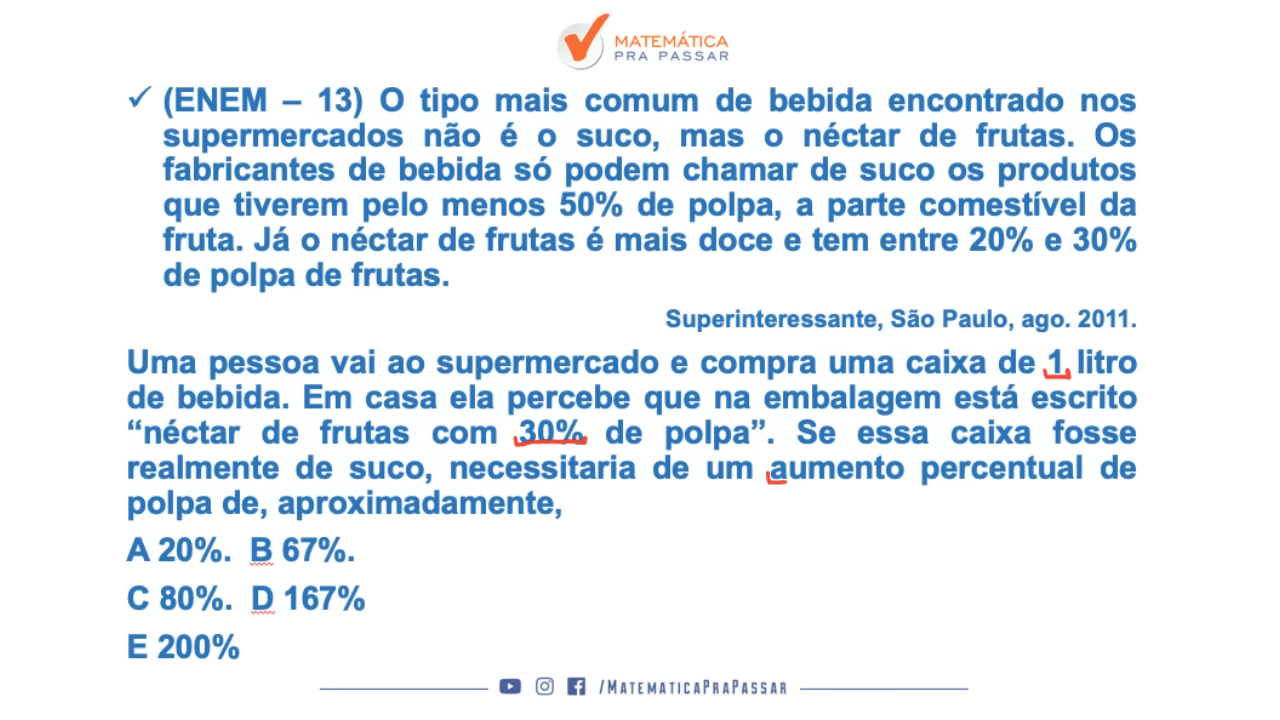 MATEMÁTICA
PRA PASSAR
✓ (ENEM – 13) O tipo mais comum de bebida encontrado nos
supermercados não é o suco, mas o néctar de frutas. Os
fabricantes de bebida só podem chamar de suco os produtos
que tiverem pelo menos 50% de polpa, a parte comestível da
fruta. Já o néctar de frutas é mais doce e tem entre 20% e 30%
de polpa de frutas.
Superinteressante, São Paulo, ago. 2011.
Uma pessoa vai ao supermercado e compra uma caixa de 1 litro
de bebida. Em casa ela percebe que na embalagem está escrito
“néctar de frutas com 30% de polpa”. Se essa caixa fosse
realmente de suco, necessitaria de um aumento percentual de
polpa de, aproximadamente,
A 20%. B 67%.
C 80%. D 167%
E 200%
/MATEMATICAPRAPASSAR